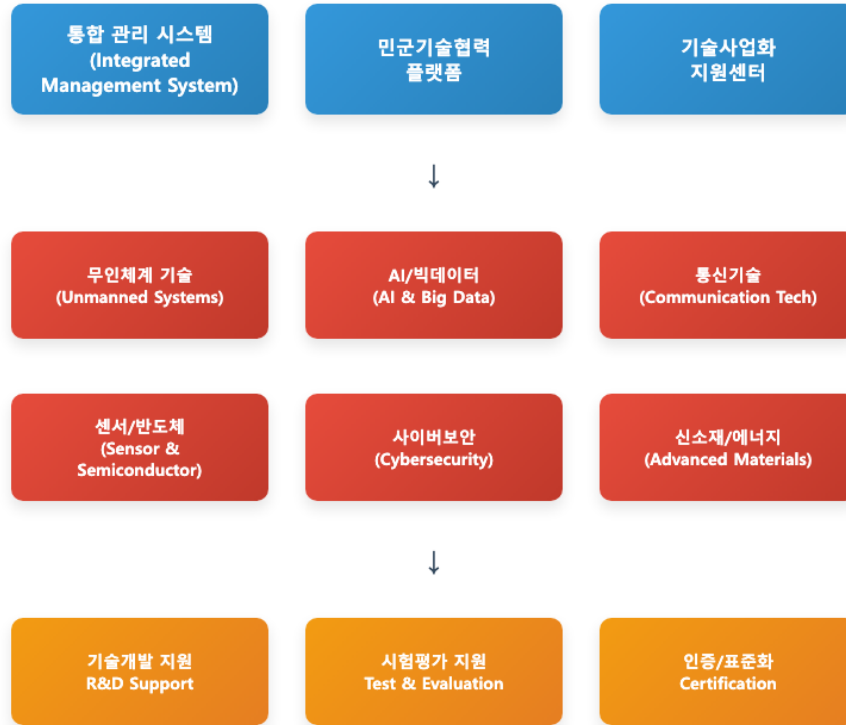 통합 관리 시스템
(Integrated
Management System)
민군기술협력
플랫폼
기술사업화
지원센터
↓
무인체계 기술
(Unmanned Systems)
AI/빅데이터
(AI & Big Data)
통신기술
(Communication Tech)
센서/반도체
(Sensor &
Semiconductor)
사이버보안
(Cybersecurity)
신소재/에너지
(Advanced Materials)
↓
기술개발 지원
R&D Support
시험평가 지원
Test & Evaluation
인증/표준화
Certification